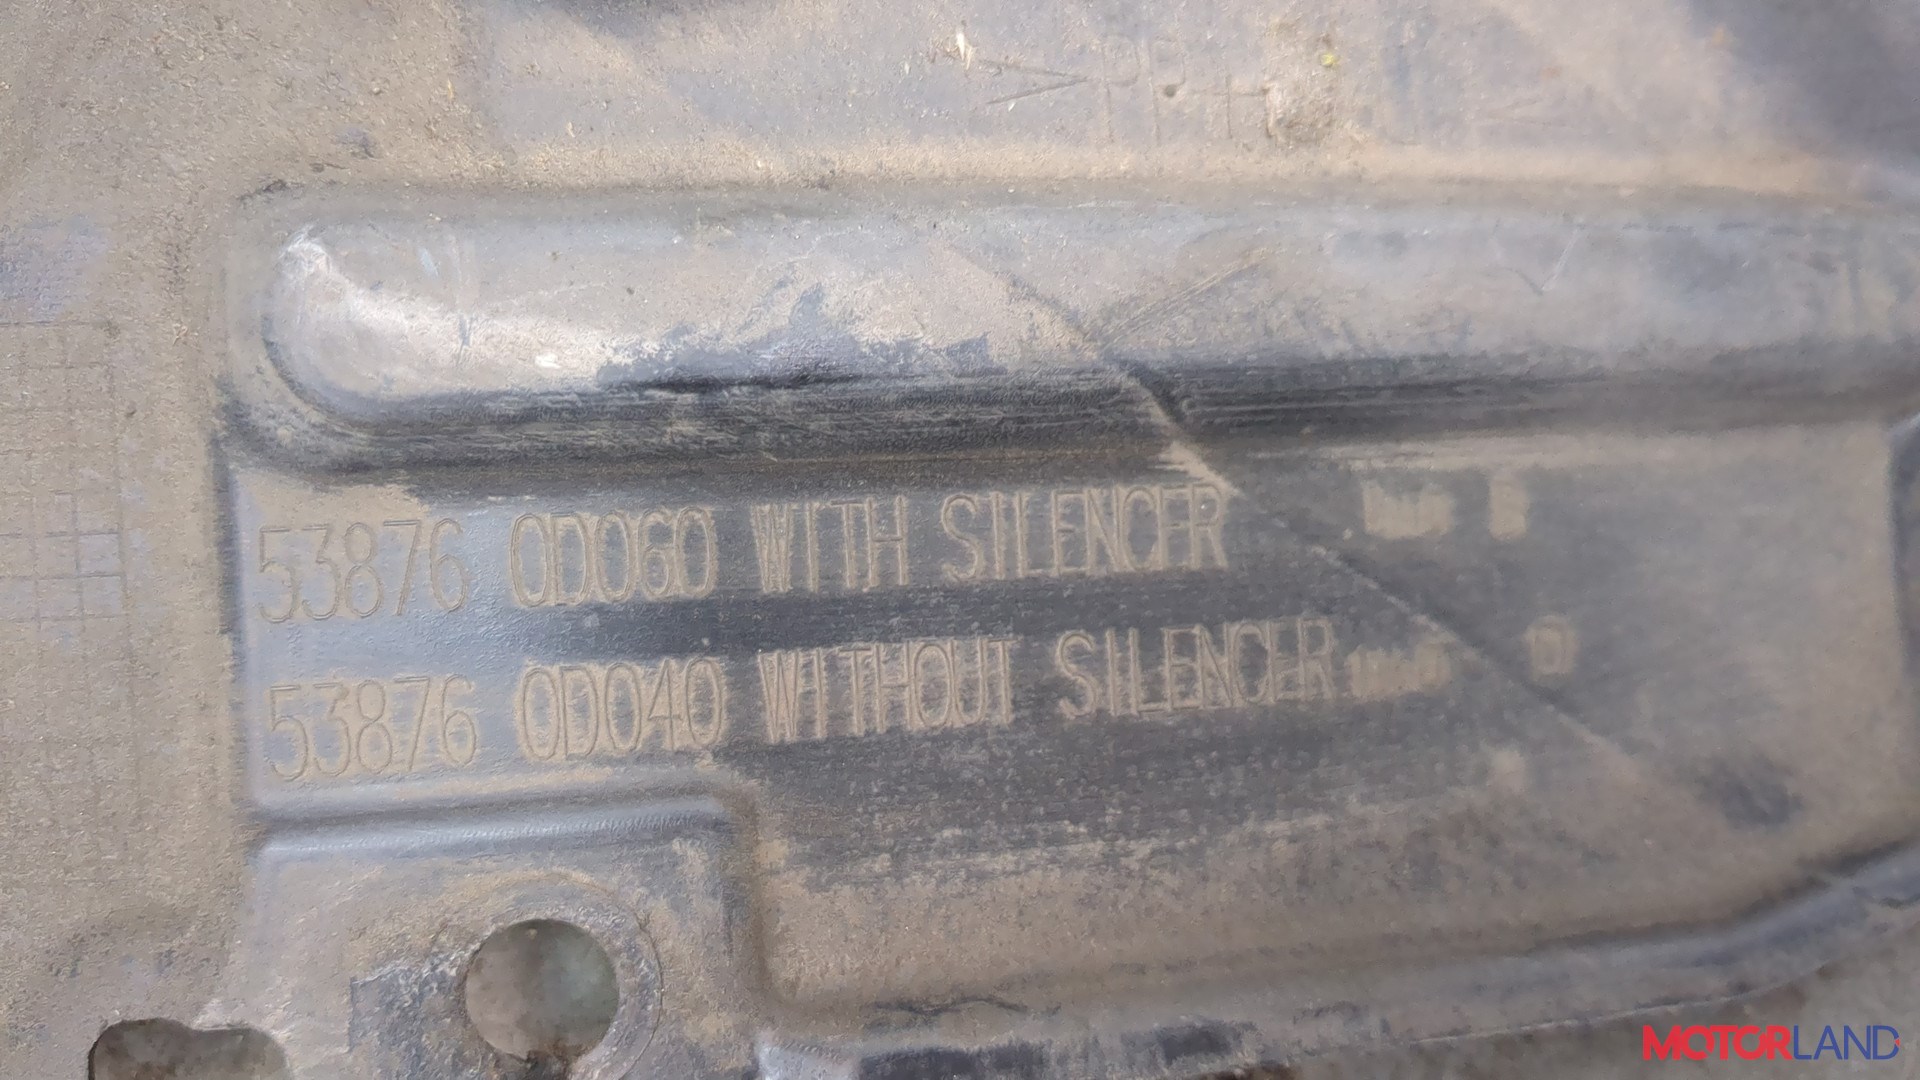 53876 0D060 WITH SILENCER
53876 0D040 WITHOUT SILENCER
MOTORLAND